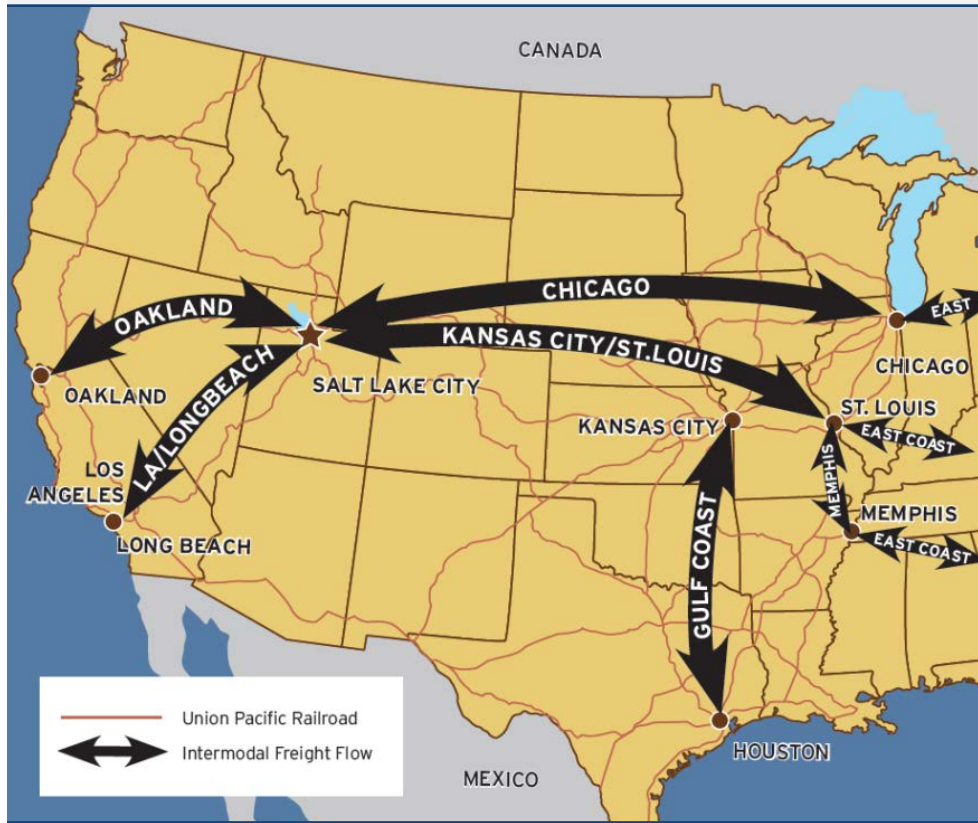 CANADA
CHICAGO
EAST
OAKLAND
KANSAS CITY/ST.LOUIS
CHICAGO
OAKLAND
SALT LAKE CITY
LA/LONGBEACH
ST. LOUIS
KANSAS CITY
EAST COAST
LOS
ANGELES
MEMPHIS
MEMPHIS
LONG BEACH
EAST COAST
GULF COAST
Union Pacific Railroad
Intermodal Freight Flow
HOUSTON
MEXICO